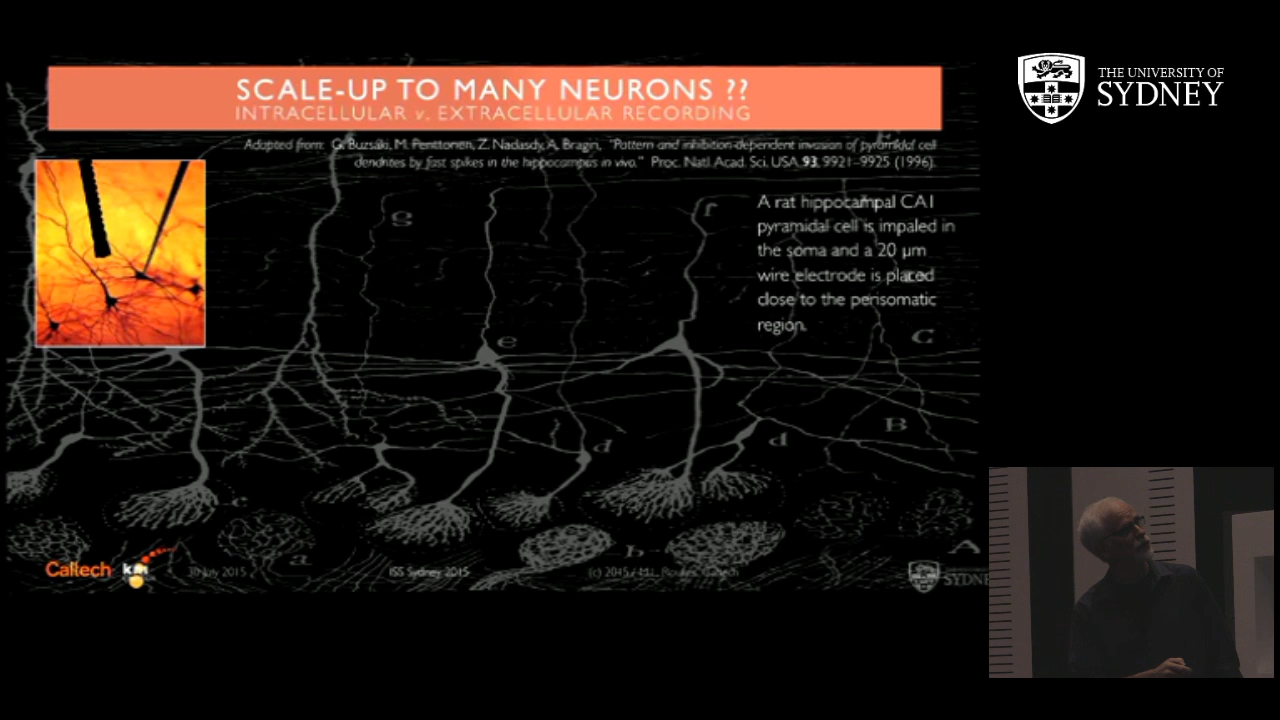 SCALE-UP TO MANY NEURONS ??
INTRACELLULAR v. EXTRACELLULAR RECORDING
Adapted from: G. Buzsáki, M. Penttonen, Z. Nadasdy, A. Bragin, "Pattern and inhibition-dependent invasion of pyramidal cell
dendrites by fast spikes in the hippocampus in vivo." Proc. Natl. Acad. Sci. USA 93, 9921-9925 (1996).
A rat hippocampal CA1
pyramidal cell is impaled in
the soma and a 20 µm
wire electrode is placed
close to the perisomatic
region.
g
f
e
C
B
d
d
c
a
b
A
Caltech
30 July 2015
ISS Sydney 2015
(c) 2015 / M.L. Roukes, Caltech
SYDNE
THE UNIVERSITY OF
SYDNEY